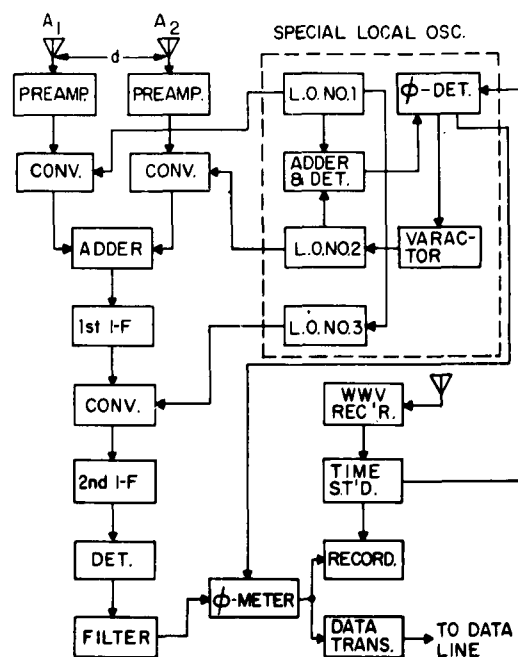 A1
A2
d
SPECIAL LOCAL OSC.
PREAMP.
PREAMP.
L.O. NO.1
ϕ-DET.
CONV.
CONV.
ADDER
& DET.
L.O. NO.2
VARAC-
TOR
ADDER
1st I-F
L.O. NO.3
CONV.
WWV
REC'R.
2nd I-F
TIME
ST'D.
DET.
RECORD.
ϕ-METER
FILTER
DATA
TRANS.
TO DATA
LINE